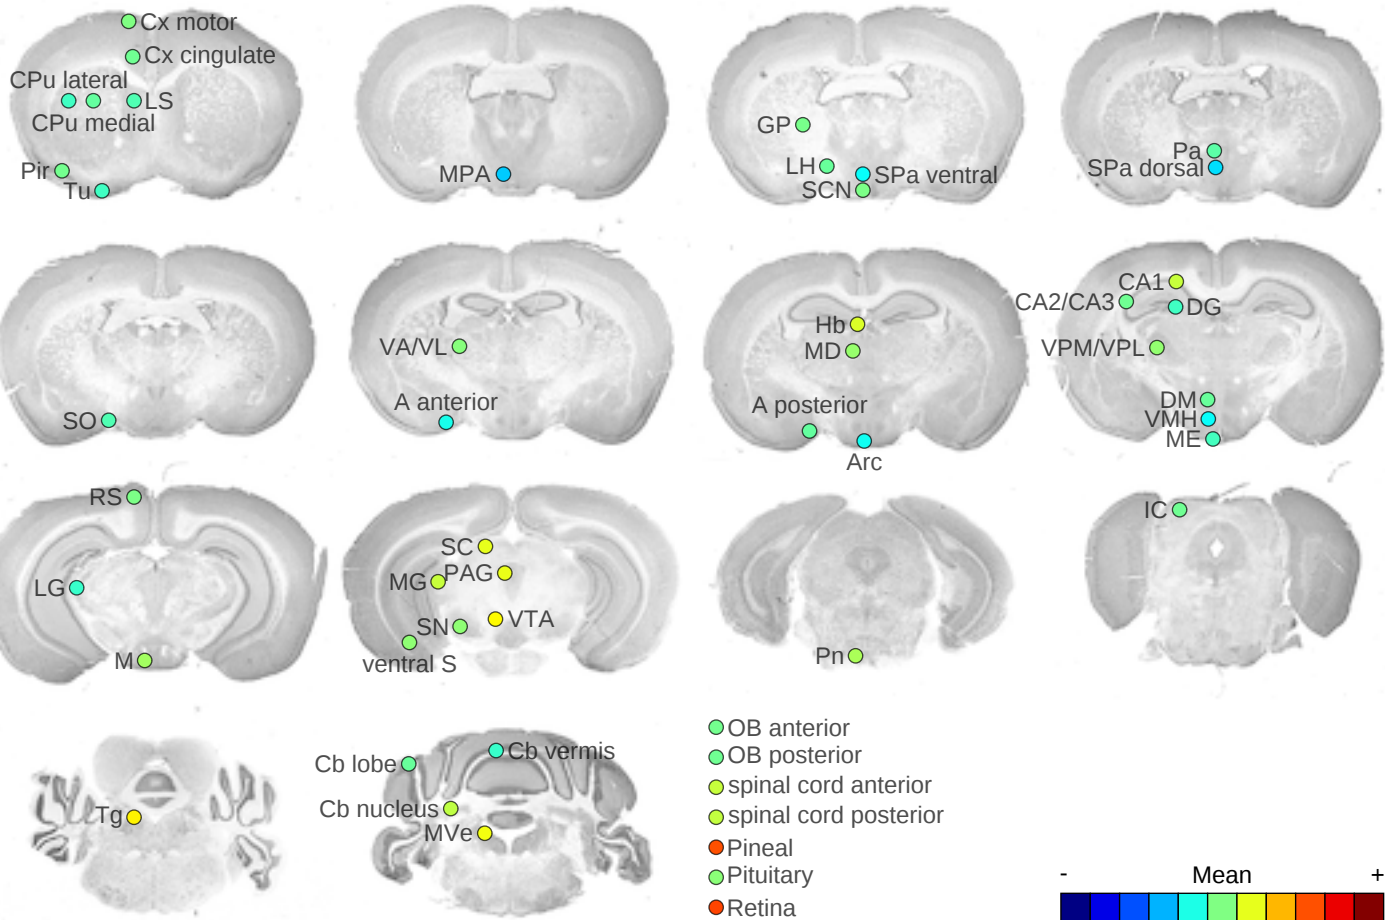 Cx motor
Cx cingulate
CPu lateral
LS
CPu medial
Pir
Tu
MPA
GP
LH
SPa ventral
SCN
Pa
SPa dorsal
SO
VA/VL
A anterior
Hb
MD
A posterior
Arc
CA1
CA2/CA3
DG
VPM/VPL
DM
VMH
ME
RS
LG
M
SC
PAG
MG
VTA
SN
ventral S
Pn
IC
Tg
Cb vermis
Cb lobe
Cb nucleus
MVe
OB anterior
OB posterior
spinal cord anterior
spinal cord posterior
Pineal
Pituitary
Retina
- Mean +